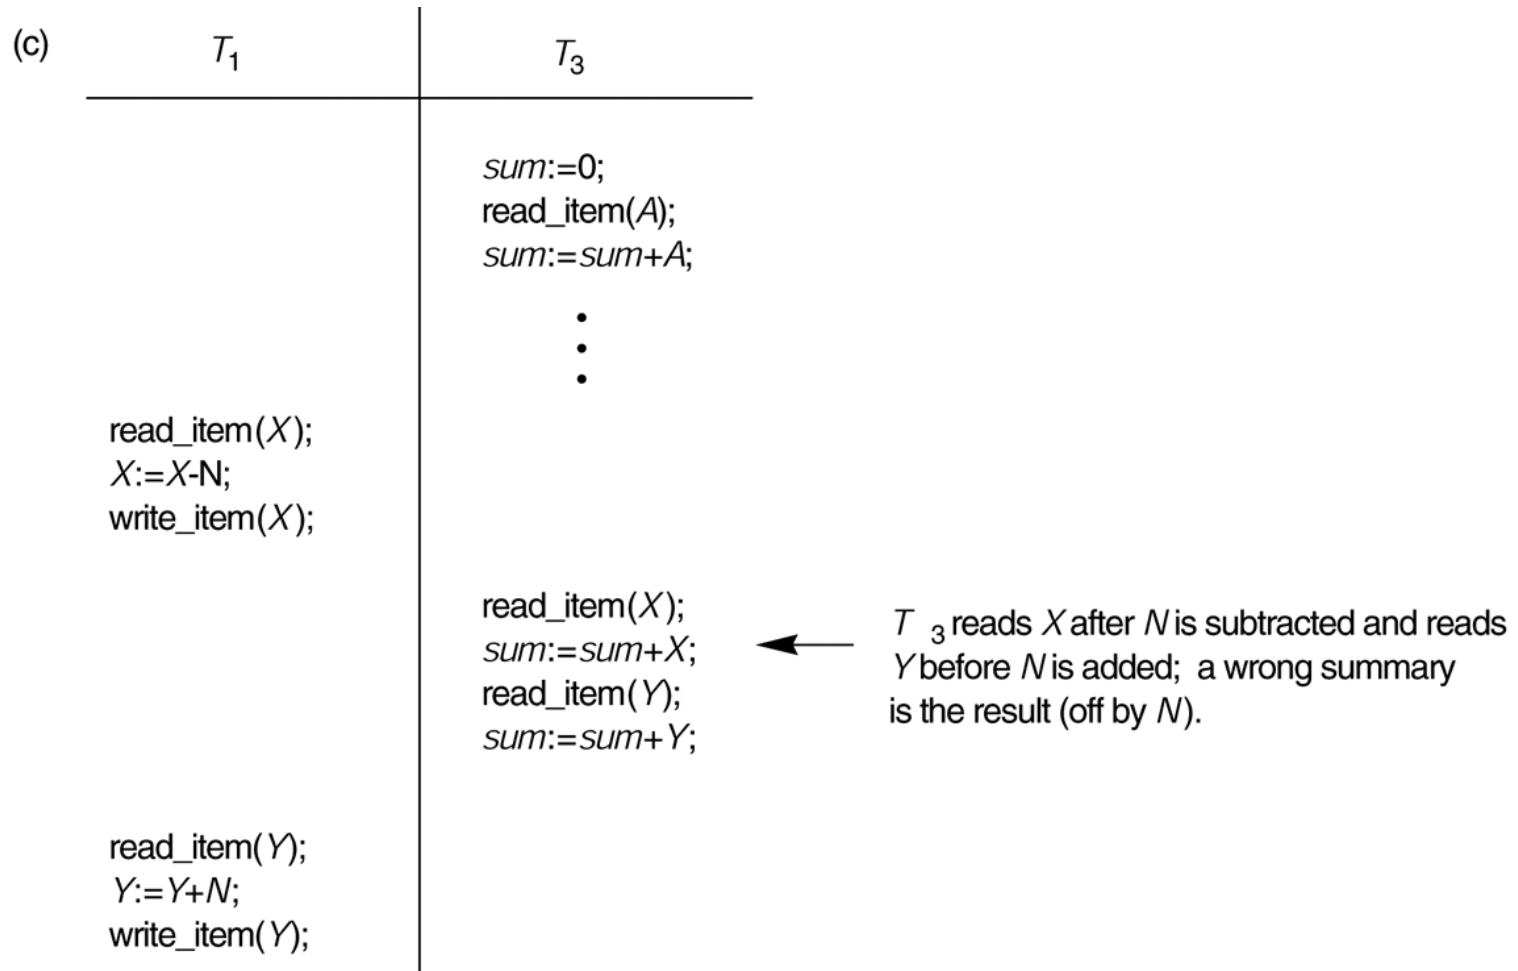 (c) T1 T3
sum:=0;
read_item(A);
sum:=sum+A;
read_item(X);
X:=X-N;
write_item(X);
read_item(X);
sum:=sum+X;
read_item(Y);
sum:=sum+Y;
T 3 reads X after N is subtracted and reads
Y before N is added; a wrong summary
is the result (off by N).
read_item(Y);
Y:=Y+N;
write_item(Y);